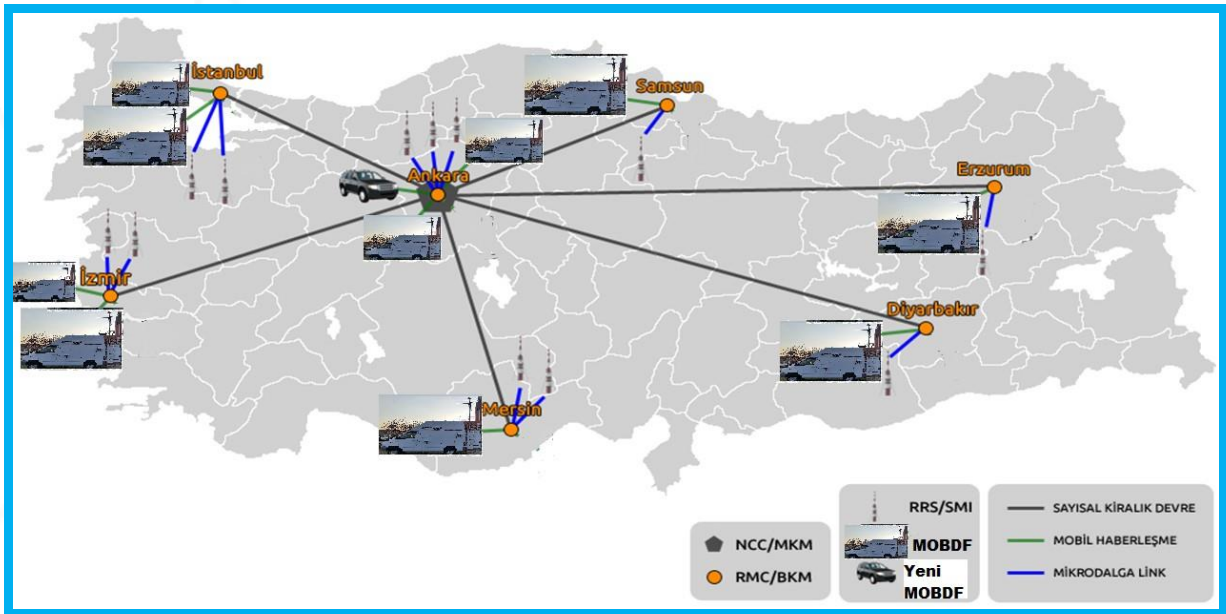 İstanbul
Samsun
Ankara
Erzurum
İzmir
Diyarbakır
Mersin
NCC/MKM
RMC/BKM
RRS/SMI
MOBDF
Yeni
MOBDF
SAYISAL KİRALIK DEVRE
MOBİL HABERLEŞME
MİKRODALGA LİNK